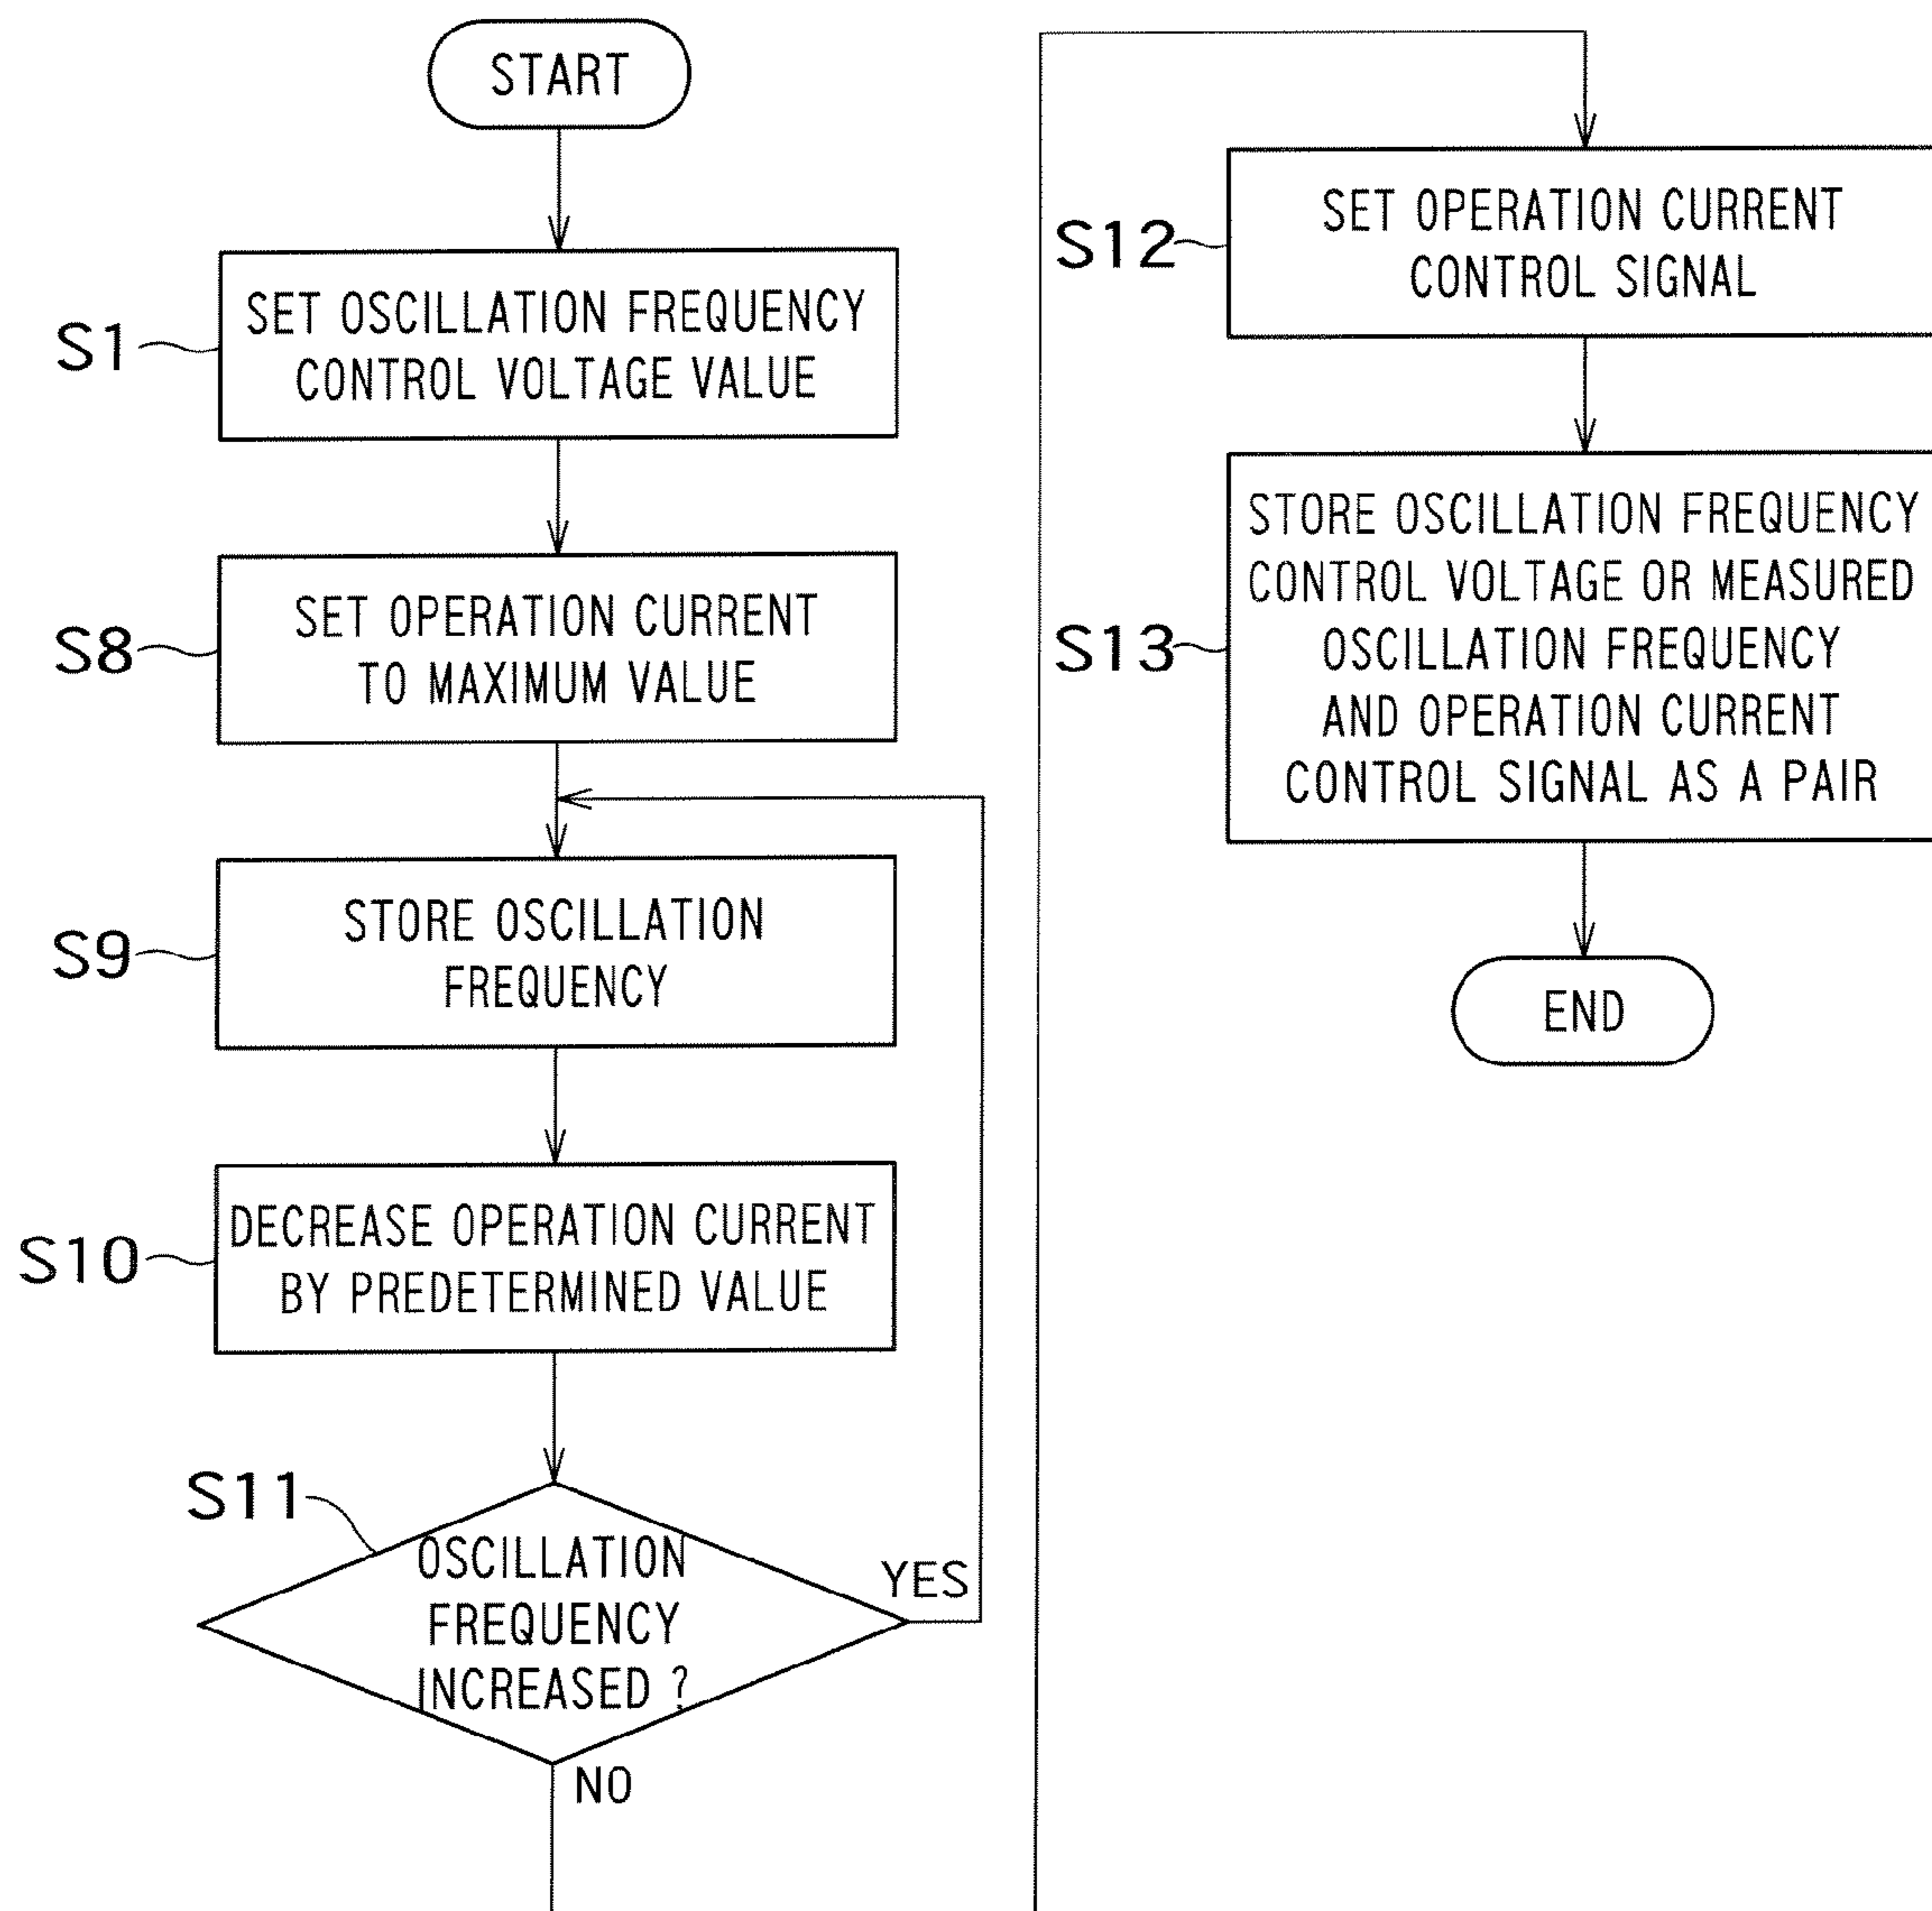 START
S1
SET OSCILLATION FREQUENCY
CONTROL VOLTAGE VALUE
S8
SET OPERATION CURRENT
TO MAXIMUM VALUE
S9
STORE OSCILLATION
FREQUENCY
S10
DECREASE OPERATION CURRENT
BY PREDETERMINED VALUE
S11
OSCILLATION
FREQUENCY
INCREASED ?
YES
NO
S12
SET OPERATION CURRENT
CONTROL SIGNAL
S13
STORE OSCILLATION FREQUENCY
CONTROL VOLTAGE OR MEASURED
OSCILLATION FREQUENCY
AND OPERATION CURRENT
CONTROL SIGNAL AS A PAIR
END